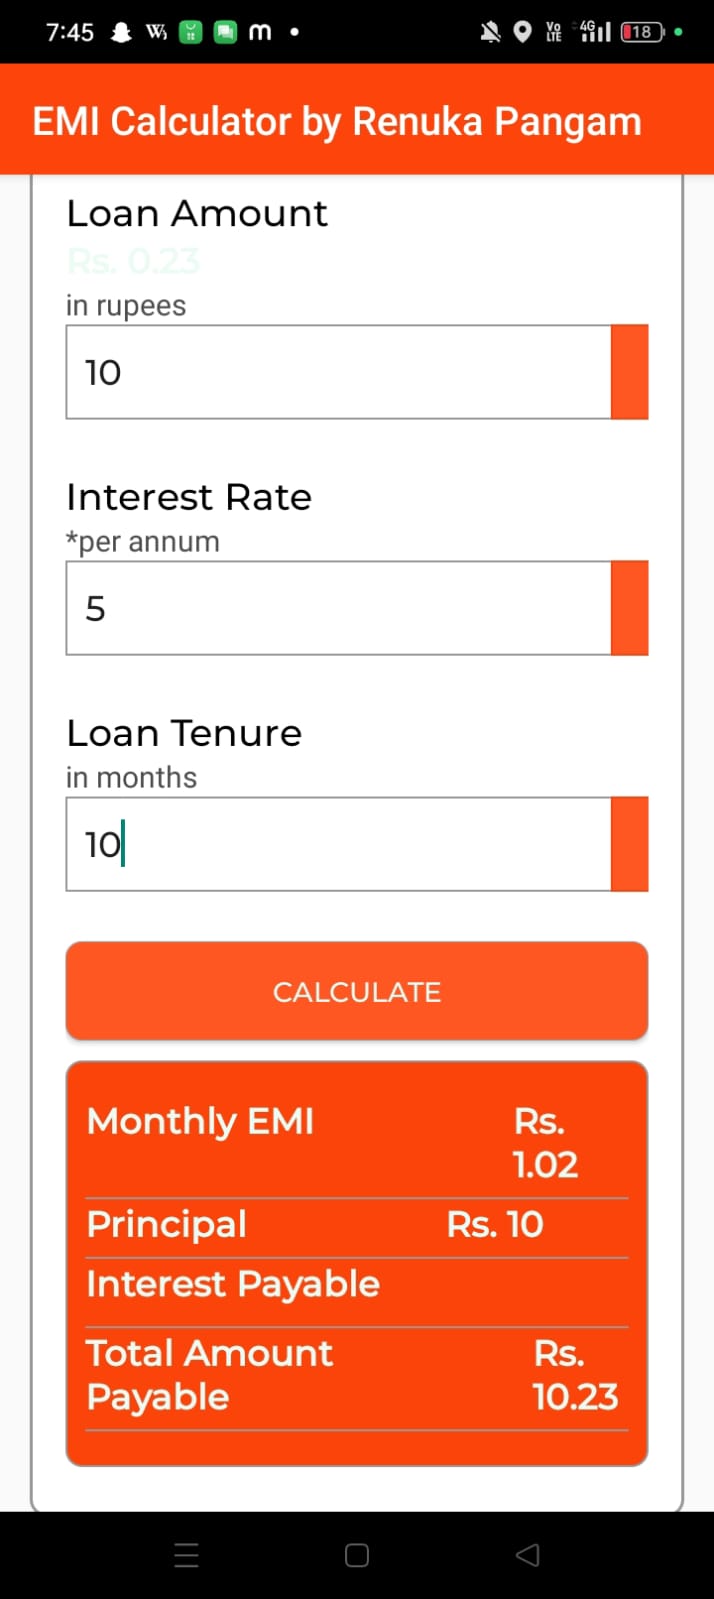 7:45 W m VO LTE 4G 18
EMI Calculator by Renuka Pangam
Loan Amount
Rs. 0.23
in rupees
10
Interest Rate
*per annum
5
Loan Tenure
in months
10
CALCULATE
Monthly EMI Rs.
1.02
Principal Rs. 10
Interest Payable
Total Amount Rs.
Payable 10.23